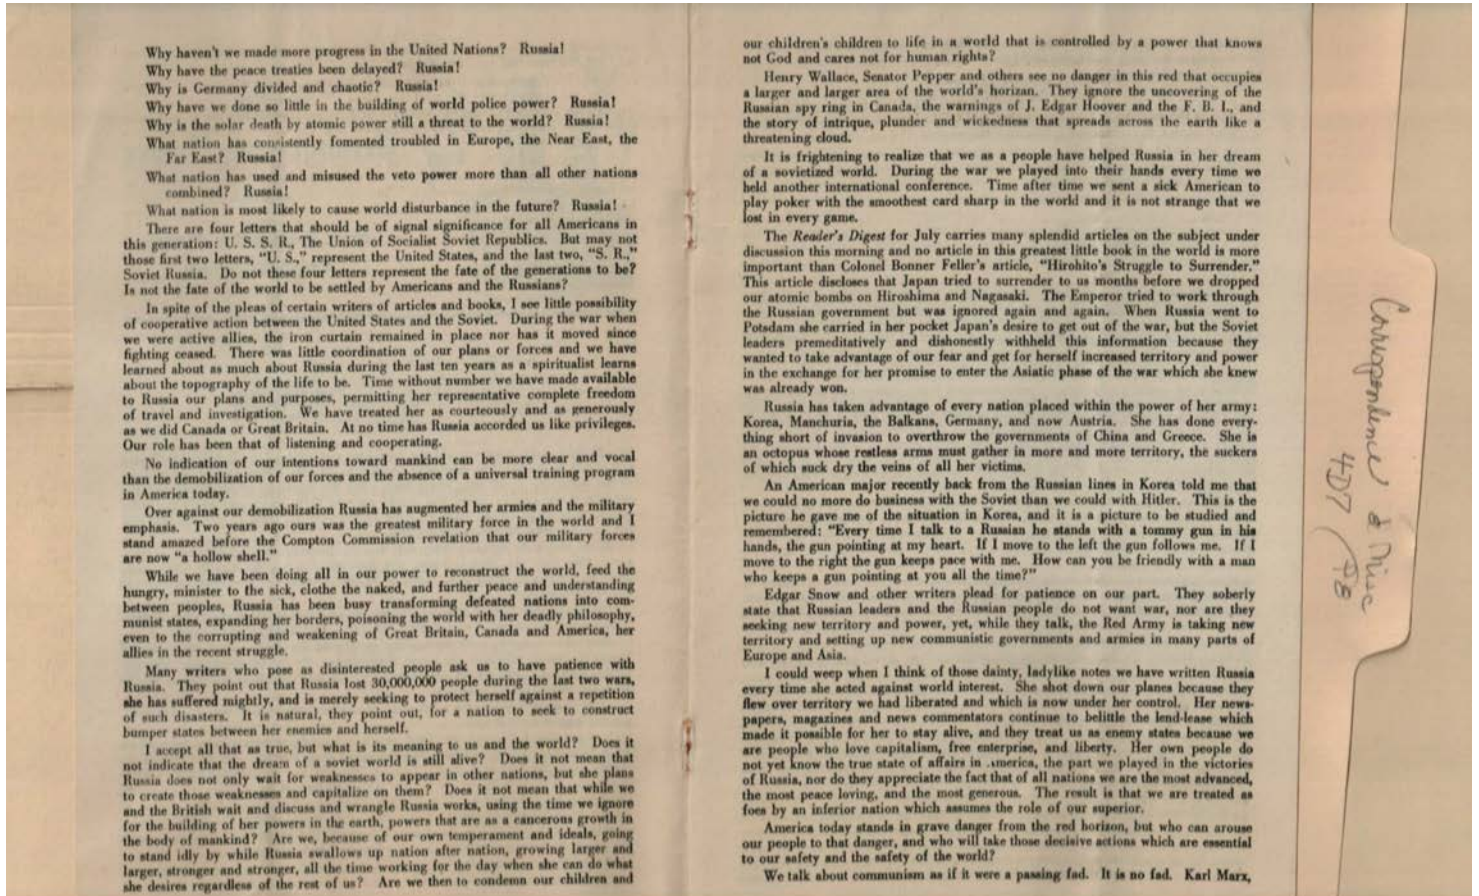 Why haven't we made more progress in the United Nations? Russia!
Why have the peace treaties been delayed? Russia!
Why is Germany divided and chaotic? Russia!
Why have we done so little in the building of world police power? Russia!
Why is the solar death by atomic power still a threat to the world? Russia!
What nation has consistently fomented troubled in Europe, the Near East, the
Far East? Russia!
What nation has used and misused the veto power more than all other nations
combined? Russia!
What nation is most likely to cause world disturbance in the future? Russia!
There are four letters that should be of signal significance for all Americans in
this generation: U. S. S. R., The Union of Socialist Soviet Republics. But may not
those first two letters, "U. S.," represent the United States, and the last two, "S. R.,"
Soviet Russia. Do not these four letters represent the fate of the generations to be?
Is not the fate of the world to be settled by Americans and the Russians?
In spite of the pleas of certain writers of articles and books, I see little possibility
of cooperative action between the United States and the Soviet. During the war when
we were active allies, the iron curtain remained in place nor has it moved since
fighting ceased. There was little coordination of our plans or forces and we have
learned about as much about Russia during the last ten years as a spiritualist learns
about the topography of the life to be. Time without number we have made available
to Russia our plans and purposes, permitting her representative complete freedom
of travel and investigation. We have treated her as courteously and as generously
as we did Canada or Great Britain. At no time has Russia accorded us like privileges.
Our role has been that of listening and cooperating.
No indication of our intentions toward mankind can be more clear and vocal
than the demobilization of our forces and the absence of a universal training program
in America today.
Over against our demobilization Russia has augmented her armies and the military
emphasis. Two years ago ours was the greatest military force in the world and I
stand amazed before the Compton Commission revelation that our military forces
are now "a hollow shell."
While we have been doing all in our power to reconstruct the world, feed the
hungry, minister to the sick, clothe the naked, and further peace and understanding
between peoples, Russia has been busy transforming defeated nations into com-
munist states, expanding her borders, poisoning the world with her deadly philosophy,
even to the corrupting and weakening of Great Britain, Canada and America, her
allies in the recent struggle.
Many writers who pose as disinterested people ask us to have patience with
Russia. They point out that Russia lost 30,000,000 people during the last two wars,
she has suffered mightily, and is merely seeking to protect herself against a repetition
of such disasters. It is natural, they point out, for a nation to seek to construct
bumper states between her enemies and herself.
I accept all that as true, but what is its meaning to us and the world? Does it
not indicate that the dream of a soviet world is still alive? Does it not mean that
Russia does not only wait for weaknesses to appear in other nations, but she plans
to create those weaknesses and capitalize on them? Does it not mean that while we
and the British wait and discuss and wrangle Russia works, using the time we ignore
for the building of her powers in the earth, powers that are as a cancerous growth in
the body of mankind? Are we, because of our own temperament and ideals, going
to stand idly by while Russia swallows up nation after nation, growing larger and
larger, stronger and stronger, all the time working for the day when she can do what
she desires regardless of the rest of us? Are we then to condemn our children and
our children's children to life in a world that is controlled by a power that knows
not God and cares not for human rights?
Henry Wallace, Senator Pepper and others see no danger in this red that occupies
a larger and larger area of the world's horizan. They ignore the uncovering of the
Russian spy ring in Canada, the warnings of J. Edgar Hoover and the F. B. I., and
the story of intrique, plunder and wickedness that spreads across the earth like a
threatening cloud.
It is frightening to realize that we as a people have helped Russia in her dream
of a sovietized world. During the war we played into their hands every time we
held another international conference. Time after time we sent a sick American to
play poker with the smoothest card sharp in the world and it is not strange that we
lost in every game.
The Reader's Digest for July carries many splendid articles on the subject under
discussion this morning and no article in this greatest little book in the world is more
important than Colonel Bonner Feller's article, "Hirohito's Struggle to Surrender."
This article discloses that Japan tried to surrender to us months before we dropped
our atomic bombs on Hiroshima and Nagasaki. The Emperor tried to work through
the Russian government but was ignored again and again. When Russia went to
Potsdam she carried in her pocket Japan's desire to get out of the war, but the Soviet
leaders premeditatively and dishonestly withheld this information because they
wanted to take advantage of our fear and get for herself increased territory and power
in the exchange for her promise to enter the Asiatic phase of the war which she knew
was already won.
Russia has taken advantage of every nation placed within the power of her army:
Korea, Manchuria, the Balkans, Germany, and now Austria. She has done every-
thing short of invasion to overthrow the governments of China and Greece. She is
an octopus whose restless arms must gather in more and more territory, the suckers
of which suck dry the veins of all her victims.
An American major recently back from the Russian lines in Korea told me that
we could no more do business with the Soviet than we could with Hitler. This is the
picture he gave me of the situation in Korea, and it is a picture to be studied and
remembered: "Every time I talk to a Russian he stands with a tommy gun in his
hands, the gun pointing at my heart. If I move to the left the gun follows me. If I
move to the right the gun keeps pace with me. How can you be friendly with a man
who keeps a gun pointing at you all the time?"
Edgar Snow and other writers plead for patience on our part. They soberly
state that Russian leaders and the Russian people do not want war, nor are they
seeking new territory and power, yet, while they talk, the Red Army is taking new
territory and setting up new communistic governments and armies in many parts of
Europe and Asia.
I could weep when I think of those dainty, ladylike notes we have written Russia
every time she acted against world interest. She shot down our planes because they
flew over territory we had liberated and which is now under her control. Her news-
papers, magazines and news commentators continue to belittle the lend-lease which
made it possible for her to stay alive, and they treat us as enemy states because we
are people who love capitalism, free enterprise, and liberty. Her own people do
not yet know the true state of affairs in .merica, the part we played in the victories
of Russia, nor do they appreciate the fact that of all nations we are the most advanced,
the most peace loving, and the most generous. The result is that we are treated as
foes by an inferior nation which assumes the role of our superior.
America today stands in grave danger from the red horizon, but who can arouse
our people to that danger, and who will take those decisive actions which are essential
to our safety and the safety of the world?
We talk about communism as if it were a passing fad. It is no fad. Karl Marx,
Correspondence & Misc
4D7 / P8